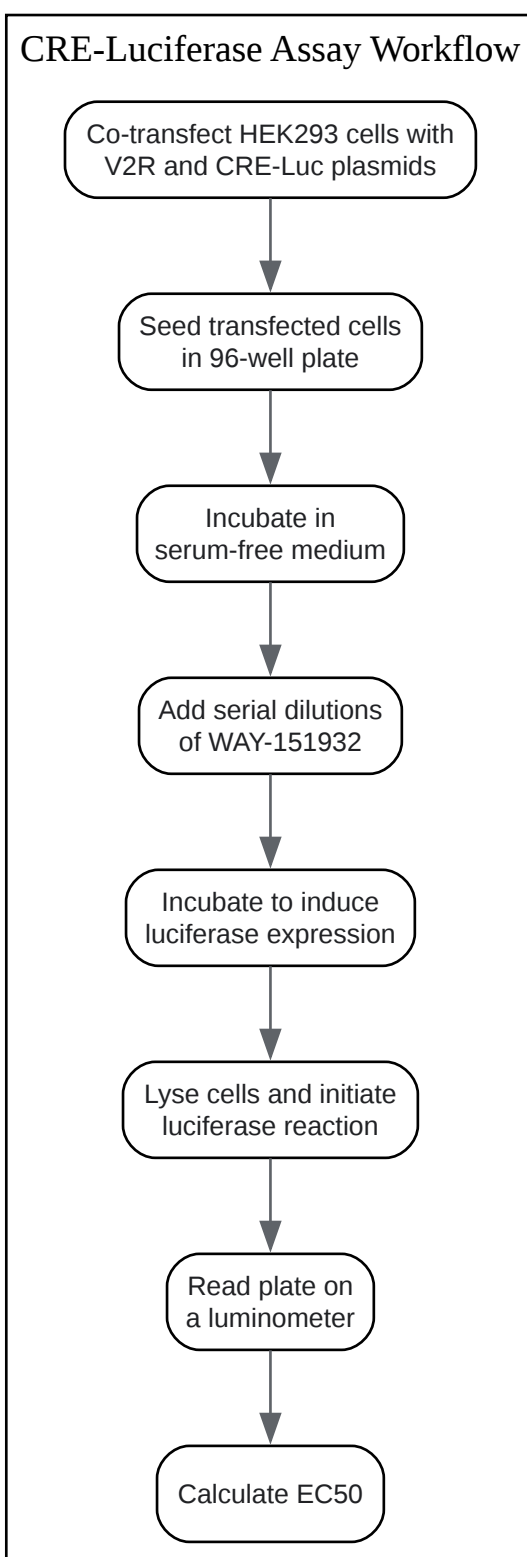 CRE-Luciferase Assay Workflow
Co-transfect HEK293 cells with
V2R and CRE-Luc plasmids
Seed transfected cells
in 96-well plate
Incubate in
serum-free medium
Add serial dilutions
of WAY-151932
Incubate to induce
luciferase expression
Lyse cells and initiate
luciferase reaction
Read plate on
a luminometer
Calculate EC50